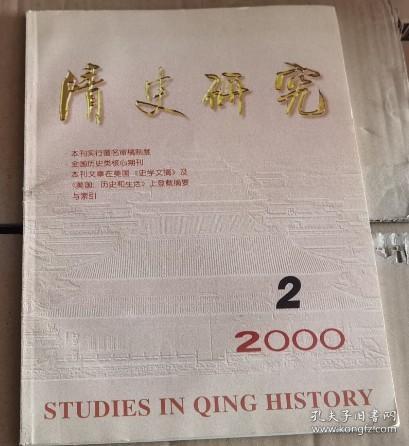 清史研究
本刊实行匿名审稿制度
全国历史类核心期刊
本刊文章在美国《史学文摘》及
《美国:历史和生活》上登载摘要
与索引
2
2000
STUDIES IN QING HISTORY
孔夫子旧书网
www.kongfz.com